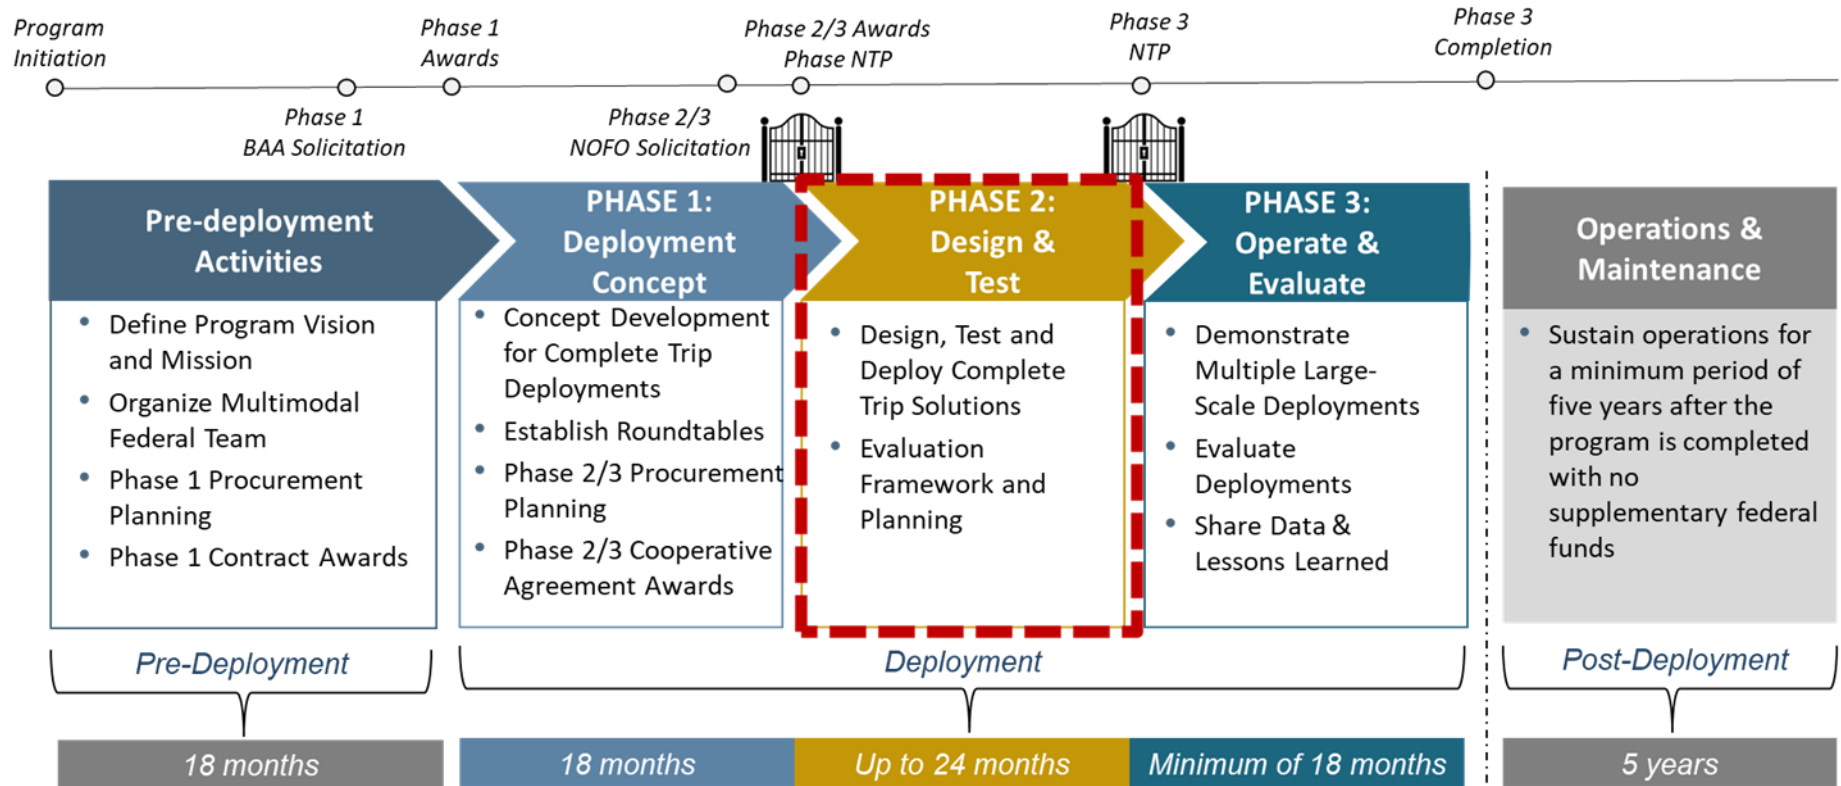 Program
Initiation
Phase 1
Awards
Phase 2/3 Awards
Phase NTP
Phase 3
NTP
Phase 3
Completion
Phase 1
BAA Solicitation
Phase 2/3
NOFO Solicitation
Pre-deployment
Activities
• Define Program Vision
and Mission
• Organize Multimodal
Federal Team
• Phase 1 Procurement
Planning
• Phase 1 Contract Awards
PHASE 1:
Deployment
Concept
• Concept Development
for Complete Trip
Deployments
• Establish Roundtables
• Phase 2/3 Procurement
Planning
• Phase 2/3 Cooperative
Agreement Awards
PHASE 2:
Design &
Test
• Design, Test and
Deploy Complete
Trip Solutions
• Evaluation
Framework and
Planning
PHASE 3:
Operate &
Evaluate
• Demonstrate
Multiple Large-
Scale Deployments
• Evaluate
Deployments
• Share Data &
Lessons Learned
Operations &
Maintenance
• Sustain operations for
a minimum period of
five years after the
program is completed
with no
supplementary federal
funds
Pre-Deployment
Deployment
Post-Deployment
18 months
18 months
Up to 24 months
Minimum of 18 months
5 years